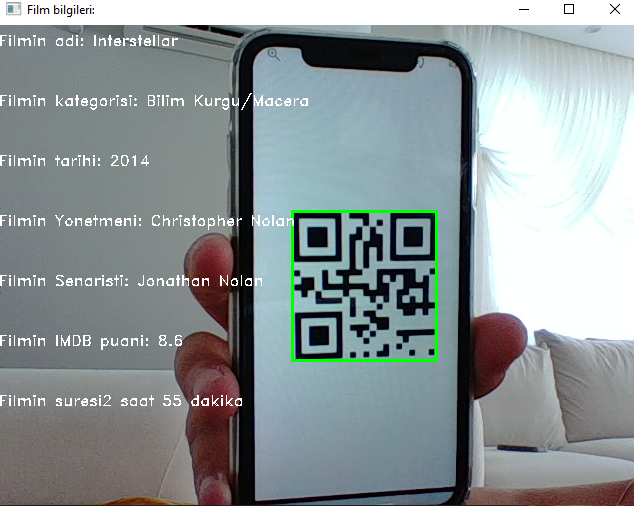 Film bilgileri:
Filmin adi: Interstellar
Filmin kategorisi: Bilim Kurgu/Macera
Filmin tarihi: 2014
Filmin Yonetmeni: Christopher Nolan
Filmin Senaristi: Jonathan Nolan
Filmin IMDB puani: 8.6
Filmin suresi2 saat 55 dakika